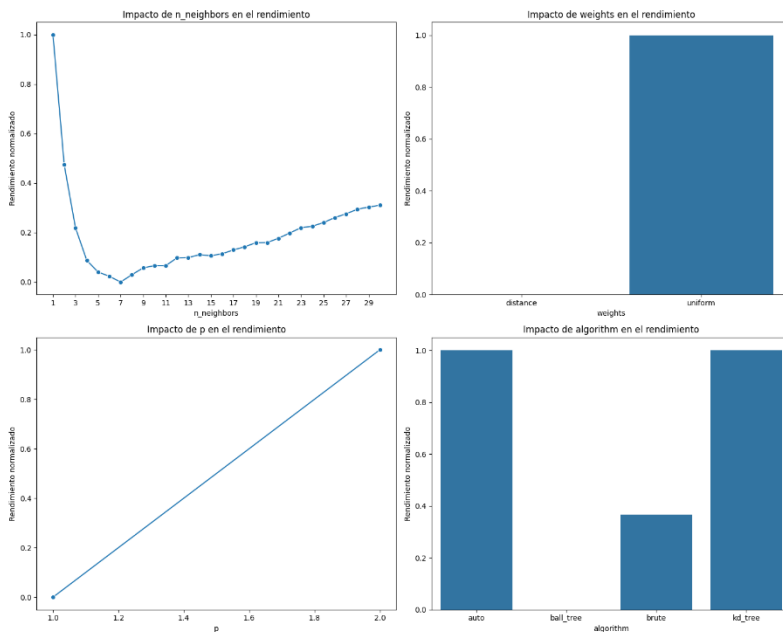 Impacto de n_neighbors en el rendimiento
Rendimiento normalizado
1.0
0.8
0.6
0.4
0.2
0.0
1 3 5 7 9 11 13 15 17 19 21 23 25 27 29
n_neighbors
Impacto de weights en el rendimiento
Rendimiento normalizado
1.0
0.8
0.6
0.4
0.2
0.0
distance uniform
weights
Impacto de p en el rendimiento
Rendimiento normalizado
1.0
0.8
0.6
0.4
0.2
0.0
1.0 1.2 1.4 1.6 1.8 2.0
p
Impacto de algorithm en el rendimiento
Rendimiento normalizado
1.0
0.8
0.6
0.4
0.2
0.0
auto ball_tree brute kd_tree
algorithm